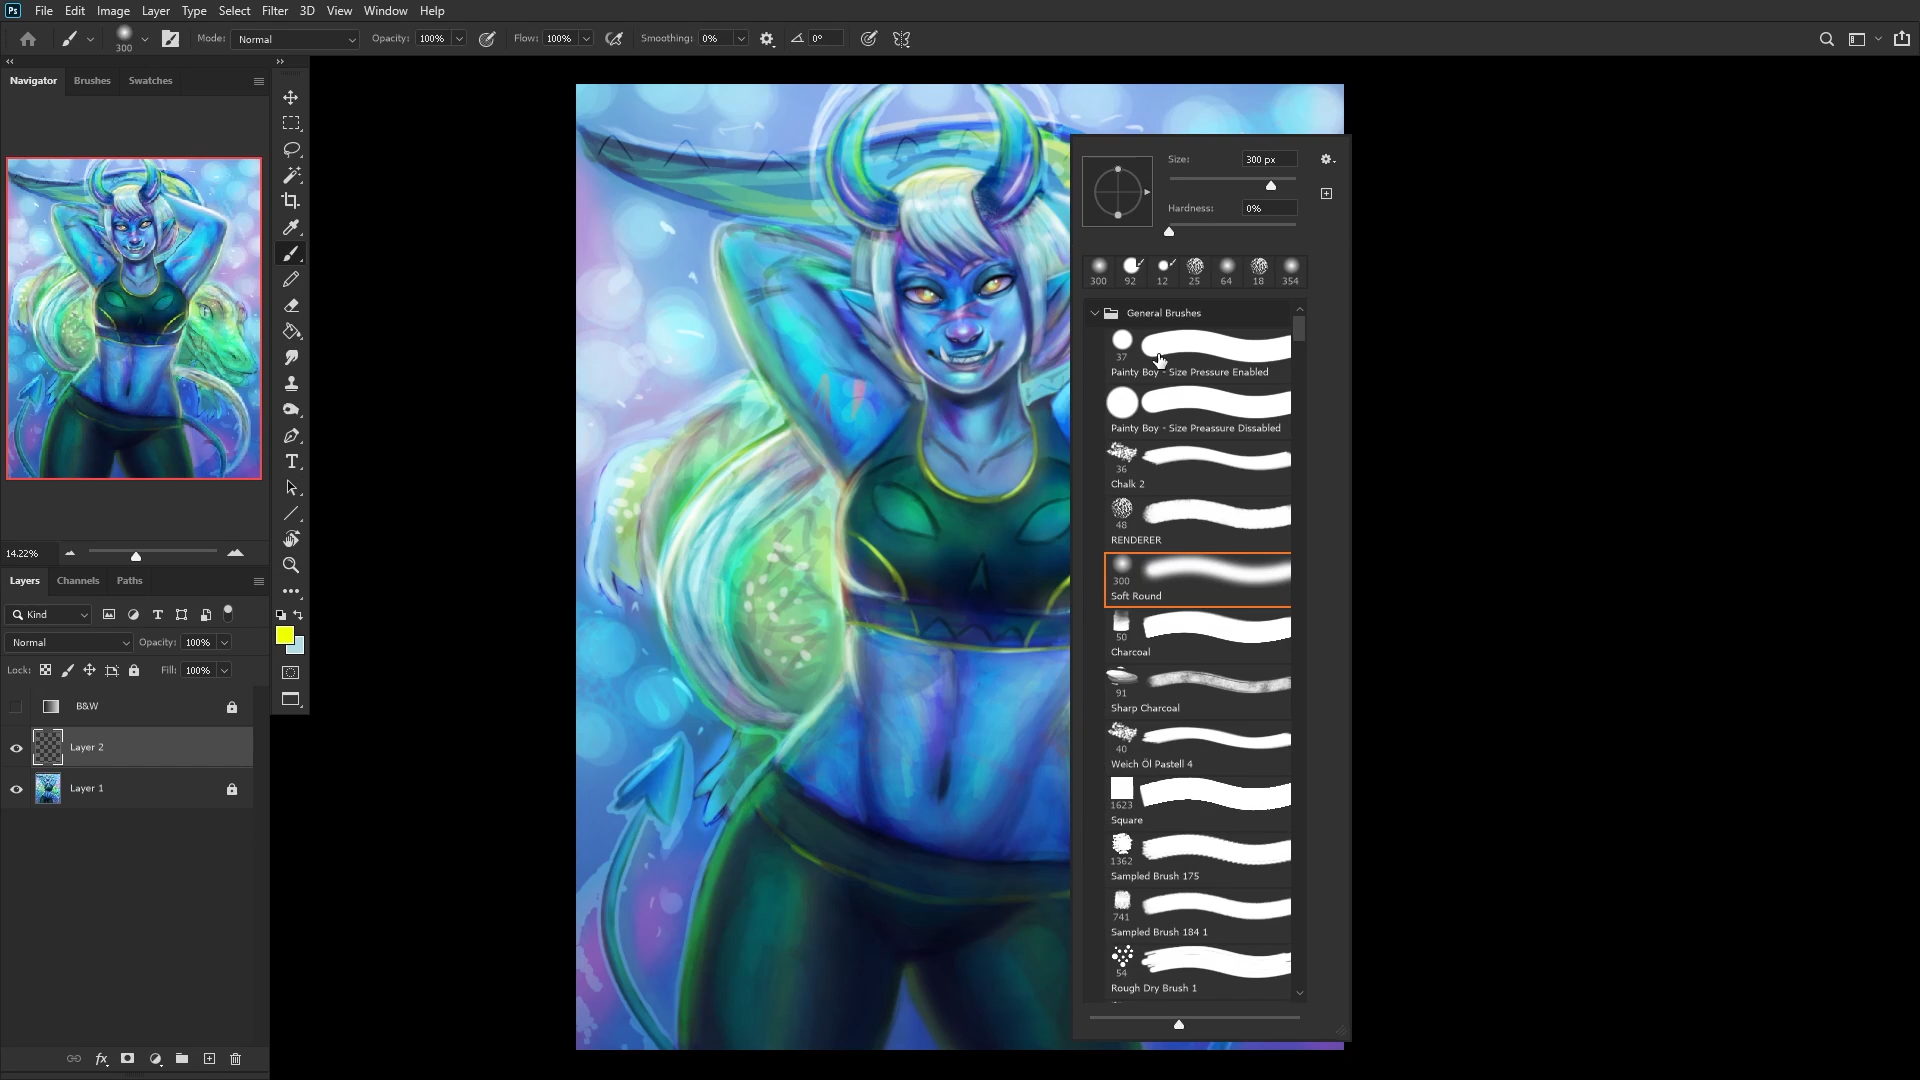 Ps File Edit Image Layer Type Select Filter 3D View Window Help
300 Mode: Normal Opacity: 100% Flow: 100% Smoothing: 0% 0°
Navigator Brushes Swatches
14.22%
Layers Channels Paths
Kind
Normal Opacity: 100%
Lock: Fill: 100%
B&W
Layer 2
Layer 1
fx
T
Size: 300 px
Hardness: 0%
300 92 12 25 64 18 354
General Brushes
37
Painty Boy - Size Pressure Enabled
Painty Boy - Size Preassure Dissabled
36
Chalk 2
48
RENDERER
300
Soft Round
50
Charcoal
91
Sharp Charcoal
40
Weich Öl Pastell 4
1623
Square
1362
Sampled Brush 175
741
Sampled Brush 184 1
54
Rough Dry Brush 1